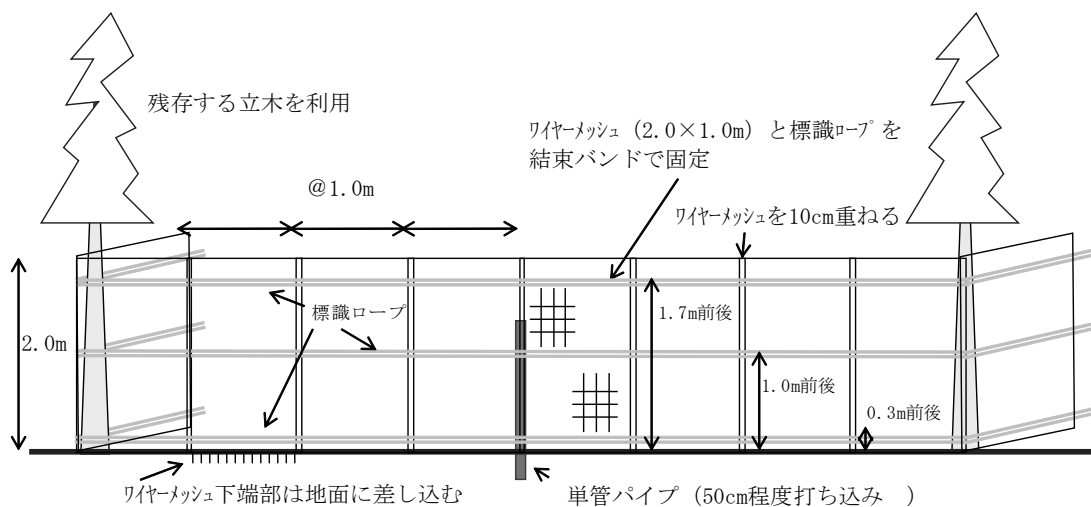 残存する立木を利用
ﾜｲﾔｰﾒｯｼｭ（2.0×1.0m）と標識ﾛｰﾌﾟを
結束バンドで固定
@1.0m
ﾜｲﾔｰﾒｯｼｭを10cm重ねる
標識ロープ
1.7m前後
2.0m
1.0m前後
0.3m前後
ﾜｲﾔｰﾒｯｼｭ下端部は地面に差し込む
単管パイプ（50cm程度打ち込み　）